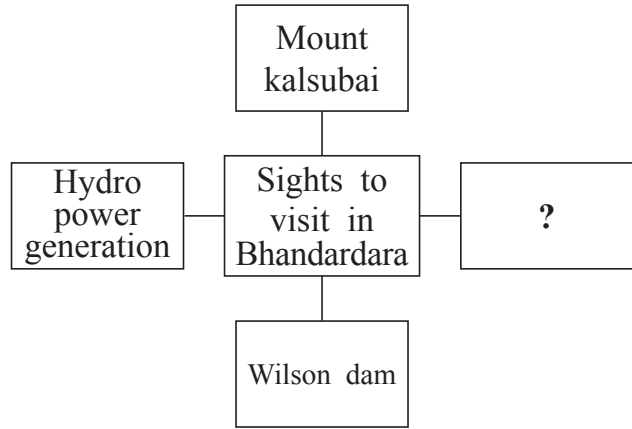 Mount
kalsubai
Hydro
power
generation
Sights to
visit in
Bhandardara
?
Wilson dam